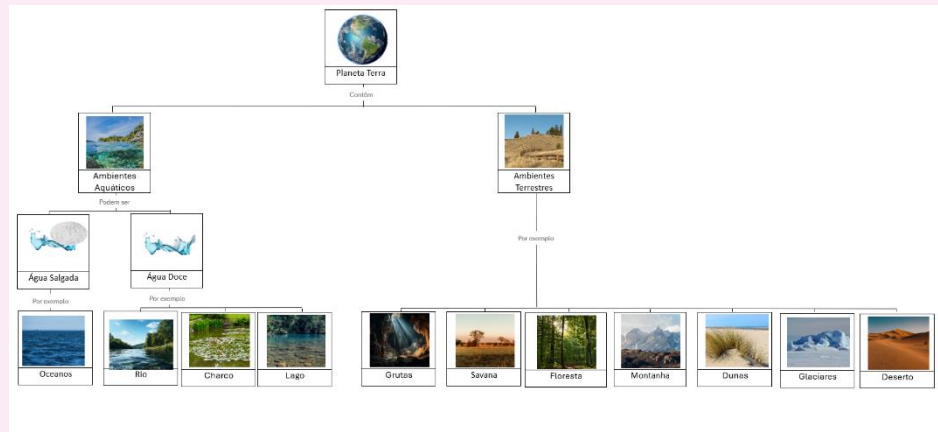 Planeta Terra
Contêm
Ambientes
Aquáticos
Ambientes
Terrestres
Podem ser
Por exemplo
Água Salgada
Água Doce
Por exemplo
Por exemplo
Oceanos
Rio
Charco
Lago
Grutas
Savana
Floresta
Montanha
Dunas
Glaciares
Deserto